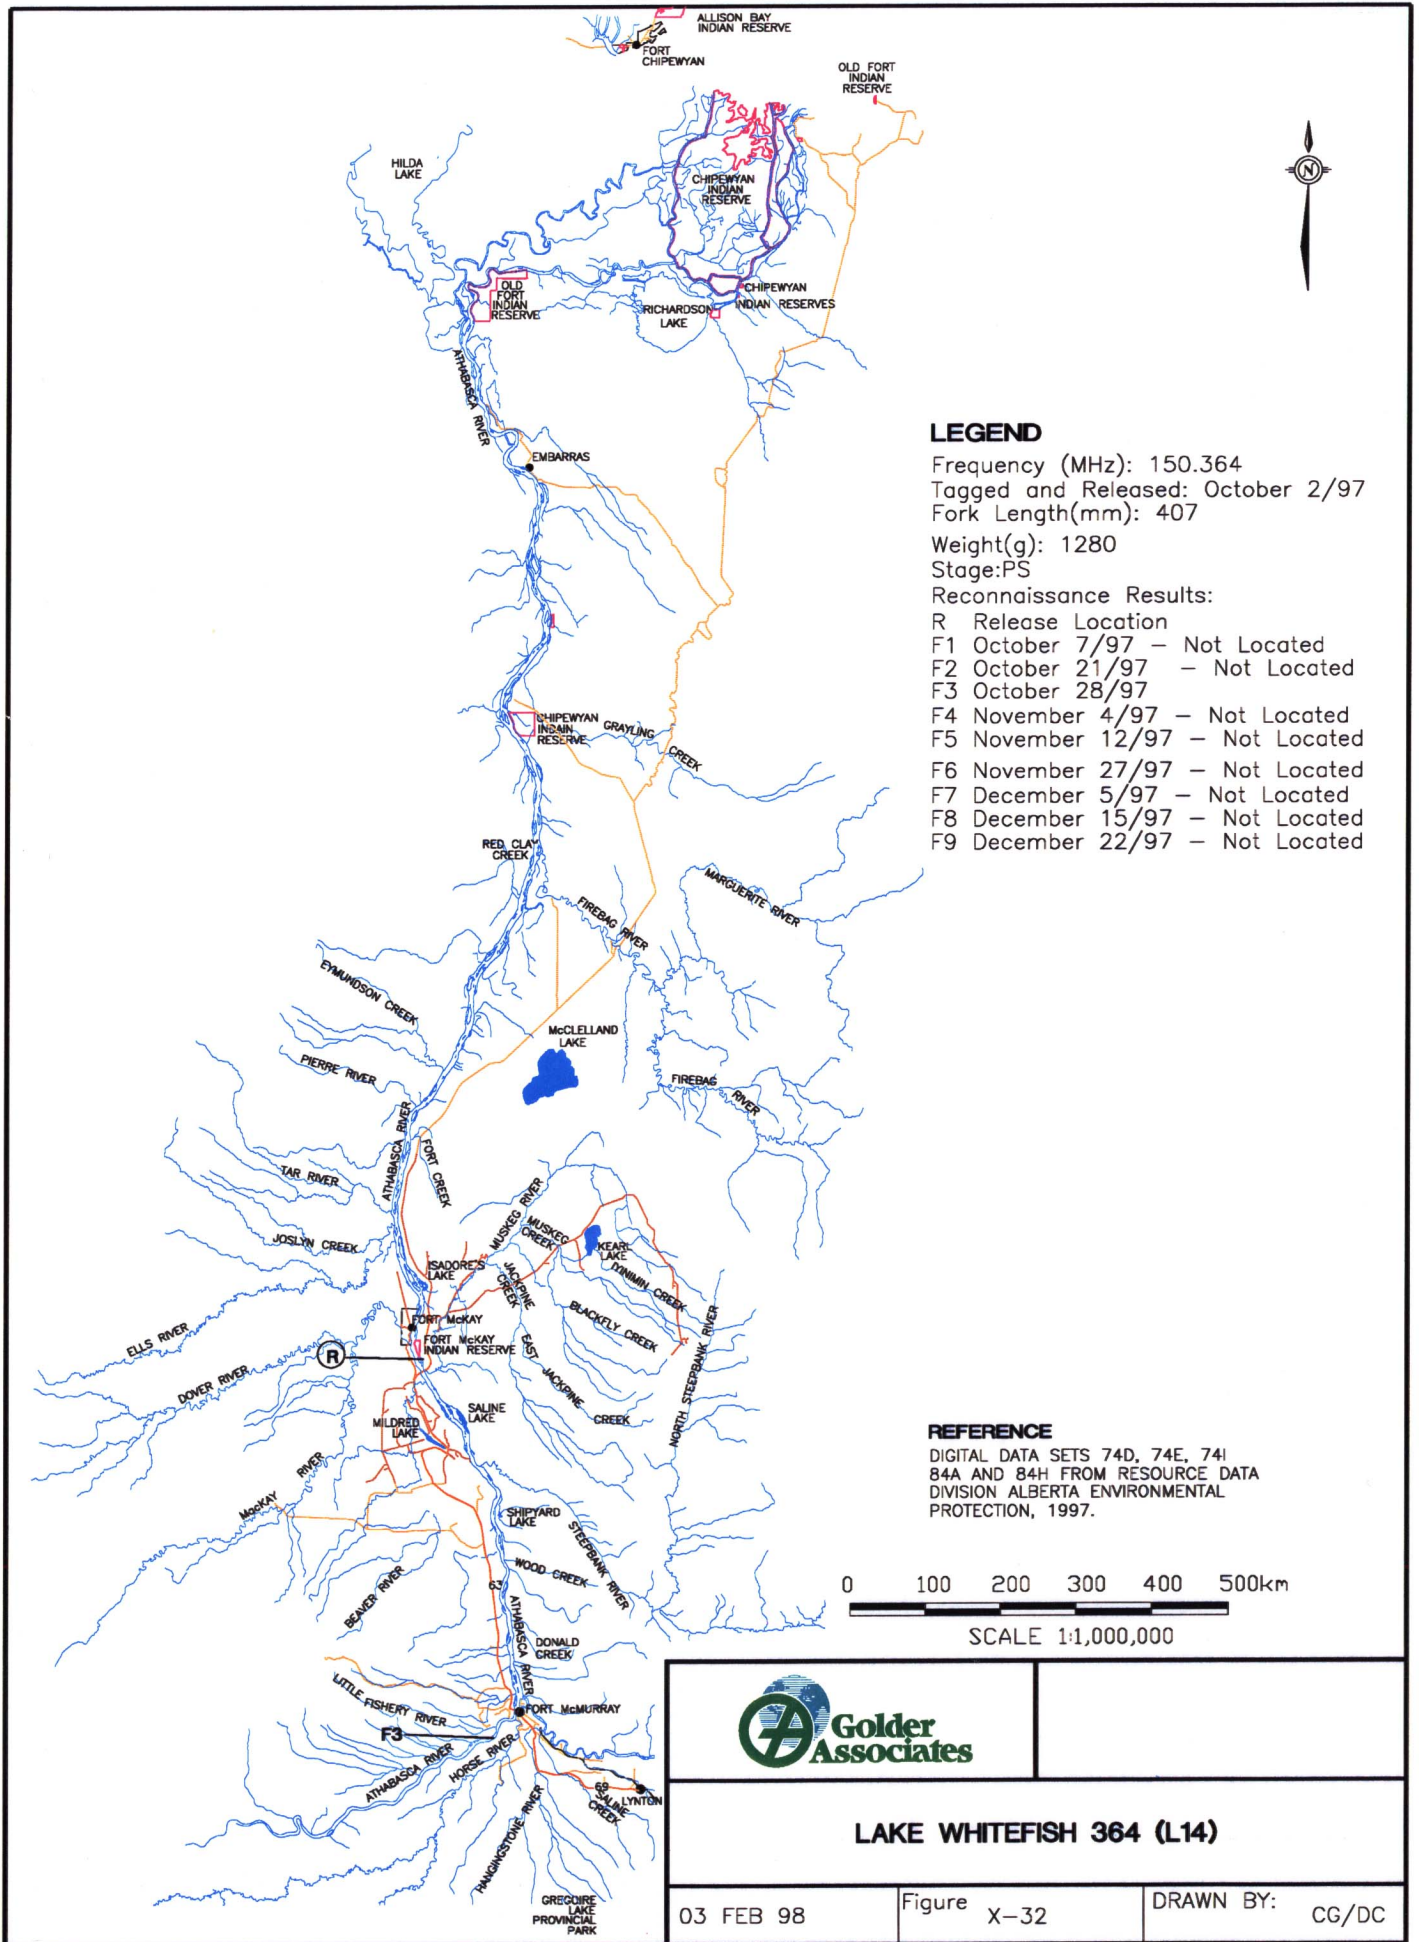 ALLISON BAY
INDIAN RESERVE
FORT
CHIPEWYAN
OLD FORT
INDIAN
RESERVE
N
HILDA
LAKE
CHIPEWYAN
INDIAN
RESERVE
OLD
FORT
INDIAN
RESERVE
CHIPEWYAN
INDIAN RESERVES
RICHARDSON
LAKE
ATHABASCA RIVER
EMBARRAS
LEGEND
Frequency (MHz): 150.364
Tagged and Released: October 2/97
Fork Length(mm): 407
Weight(g): 1280
Stage:PS
Reconnaissance Results:
R Release Location
F1 October 7/97 – Not Located
F2 October 21/97 – Not Located
F3 October 28/97
F4 November 4/97 – Not Located
F5 November 12/97 – Not Located
F6 November 27/97 – Not Located
F7 December 5/97 – Not Located
F8 December 15/97 – Not Located
F9 December 22/97 – Not Located
CHIPEWYAN
INDAIN
RESERVE
GRAYLING
CREEK
RED CLAY
CREEK
MARGUERITE RIVER
FIREBAG RIVER
EYMUNDSON CREEK
McCLELLAND
LAKE
PIERRE RIVER
FIREBAG
RIVER
ATHABASCA RIVER
FORT CREEK
TAR RIVER
MUSKEG RIVER
MUSKEG
CREEK
JOSLYN CREEK
KEARL
LAKE
ISADORE'S
LAKE
JACKPINE
CREEK
IYINIMIN CREEK
BLACKFLY CREEK
FORT McKAY
FORT McKAY
INDIAN RESERVE
ELLS RIVER
R
EAST
JACKPINE
CREEK
NORTH STEEPBANK RIVER
DOVER RIVER
SALINE
LAKE
MILDRED
LAKE
RIVER
MacKAY
REFERENCE
DIGITAL DATA SETS 74D, 74E, 74I
84A AND 84H FROM RESOURCE DATA
DIVISION ALBERTA ENVIRONMENTAL
PROTECTION, 1997.
SHIPYARD
LAKE
STEEPBANK RIVER
WOOD CREEK
BEAVER RIVER
63
ATHABASCA RIVER
0 100 200 300 400 500km
SCALE 1:1,000,000
DONALD
CREEK
LITTLE FISHERY RIVER
FORT McMURRAY
F3
ATHABASCA RIVER
HORSE RIVER
69
SALINE
CREEK
LYNTON
HANGINGSTONE RIVER
GREGOIRE
LAKE
PROVINCIAL
PARK
Golder
Associates
LAKE WHITEFISH 364 (L14)
03 FEB 98
Figure X–32
DRAWN BY: CG/DC